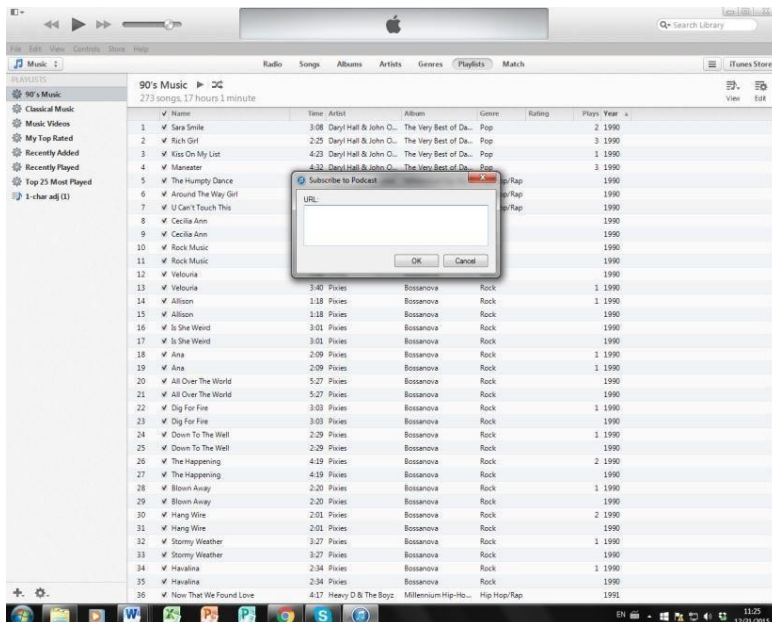 Search Library
File Edit View Controls Store Help
Music Radio Songs Albums Artists Genres Playlists Match iTunes Store
PLAYLISTS
90's Music
Classical Music
Music Videos
My Top Rated
Recently Added
Recently Played
Top 25 Most Played
1-char adj (1)
90's Music
273 songs, 17 hours 1 minute
View Edit
Name Time Artist Album Genre Rating Plays Year
1 Sara Smile 3:08 Daryl Hall & John O... The Very Best of Da... Pop 2 1990
2 Rich Girl 2:25 Daryl Hall & John O... The Very Best of Da... Pop 3 1990
3 Kiss On My List 4:23 Daryl Hall & John O... The Very Best of Da... Pop 1 1990
4 Maneater 4:32 Daryl Hall & John O... The Very Best of Da... Pop 3 1990
5 The Humpty Dance op/Rap 1990
6 Around The Way Girl op/Rap 1990
7 U Can't Touch This op/Rap 1990
8 Cecilia Ann 1990
9 Cecilia Ann 1990
10 Rock Music 1990
11 Rock Music 1990
12 Velouria 1990
Subscribe to Podcast
URL:
OK Cancel
13 Velouria 3:40 Pixies Bossanova Rock 1 1990
14 Allison 1:18 Pixies Bossanova Rock 1 1990
15 Allison 1:18 Pixies Bossanova Rock 1990
16 Is She Weird 3:01 Pixies Bossanova Rock 1990
17 Is She Weird 3:01 Pixies Bossanova Rock 1990
18 Ana 2:09 Pixies Bossanova Rock 1 1990
19 Ana 2:09 Pixies Bossanova Rock 1 1990
20 All Over The World 5:27 Pixies Bossanova Rock 1990
21 All Over The World 5:27 Pixies Bossanova Rock 1990
22 Dig For Fire 3:03 Pixies Bossanova Rock 1 1990
23 Dig For Fire 3:03 Pixies Bossanova Rock 1990
24 Down To The Well 2:29 Pixies Bossanova Rock 1 1990
25 Down To The Well 2:29 Pixies Bossanova Rock 1990
26 The Happening 4:19 Pixies Bossanova Rock 2 1990
27 The Happening 4:19 Pixies Bossanova Rock 1990
28 Blown Away 2:20 Pixies Bossanova Rock 1 1990
29 Blown Away 2:20 Pixies Bossanova Rock 1990
30 Hang Wire 2:01 Pixies Bossanova Rock 2 1990
31 Hang Wire 2:01 Pixies Bossanova Rock 1990
32 Stormy Weather 3:27 Pixies Bossanova Rock 1 1990
33 Stormy Weather 3:27 Pixies Bossanova Rock 1990
34 Havalina 2:34 Pixies Bossanova Rock 1 1990
35 Havalina 2:34 Pixies Bossanova Rock 1990
36 Now That We Found Love 4:17 Heavy D & The Boyz Millennium Hip-Ho... Hip Hop/Rap 1991
EN 11:25
12/21/2015